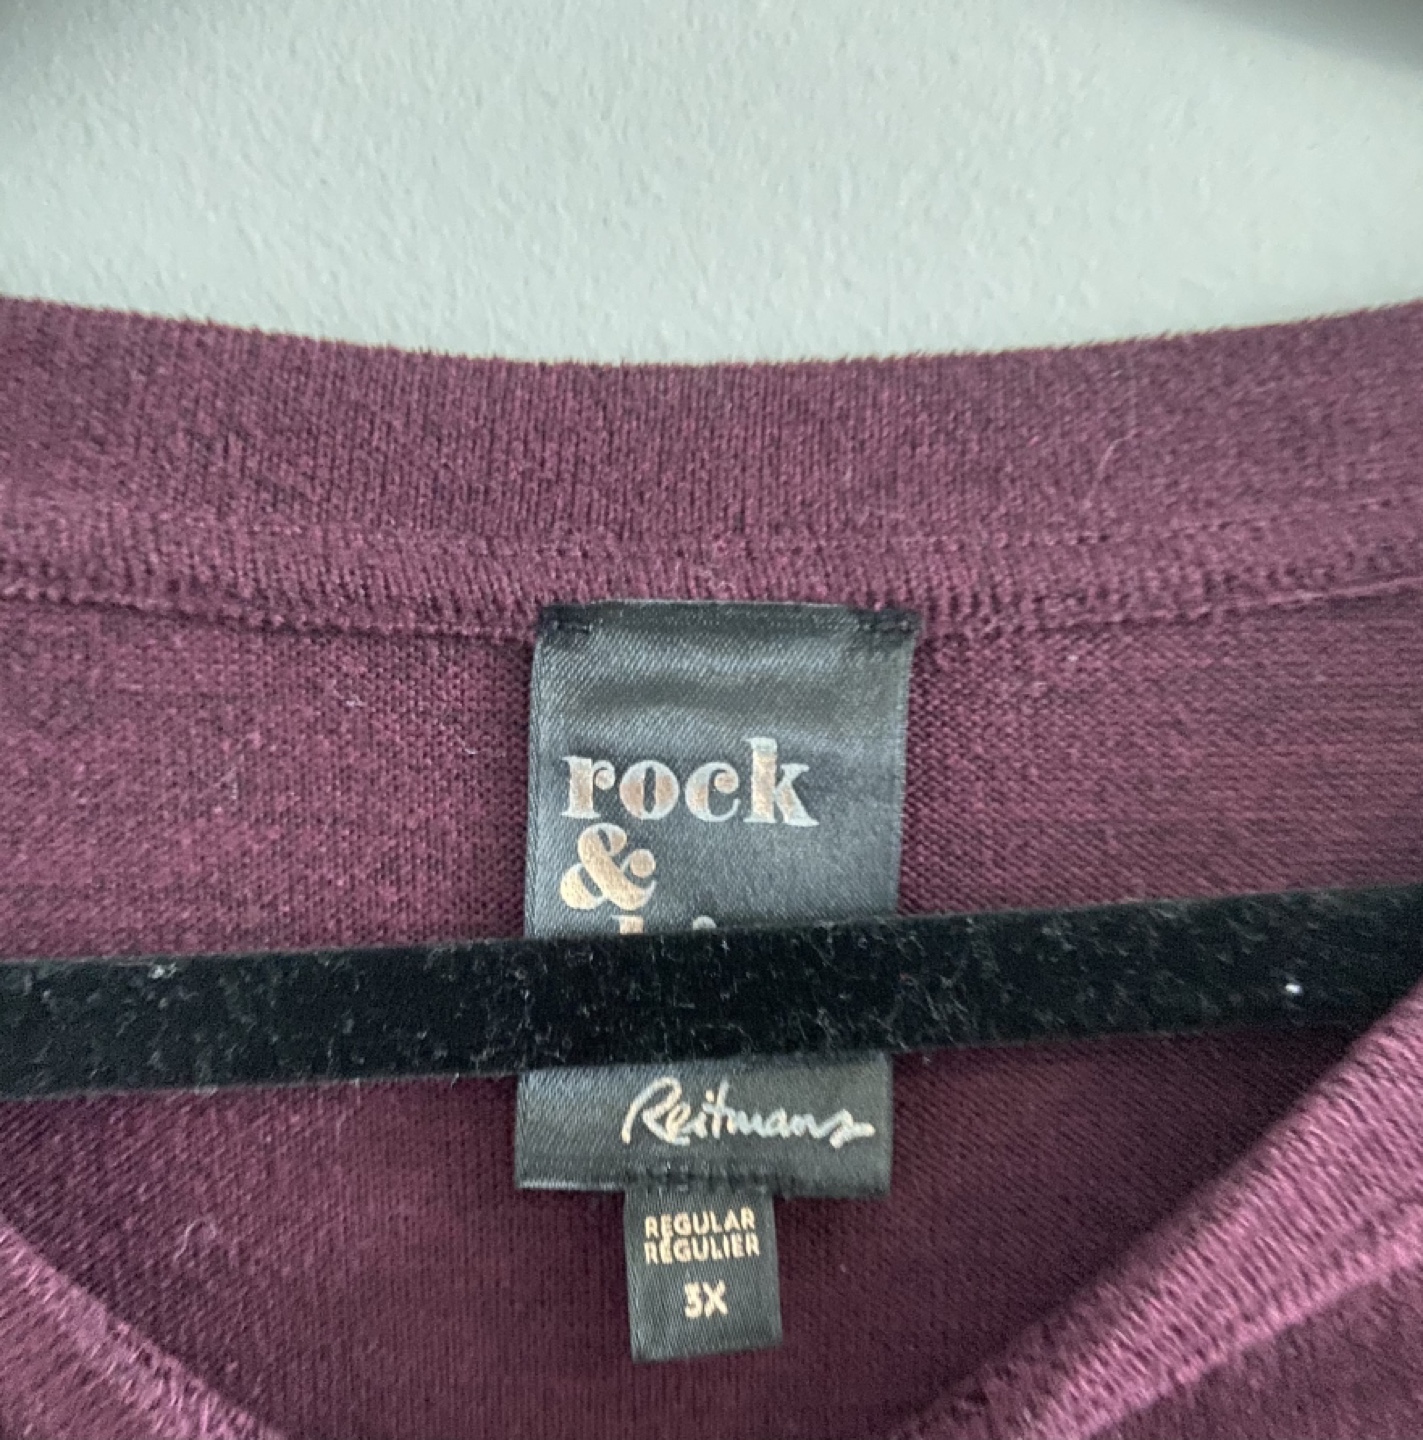 rock
&
Reitmans
REGULAR
RÉGULIER
3X